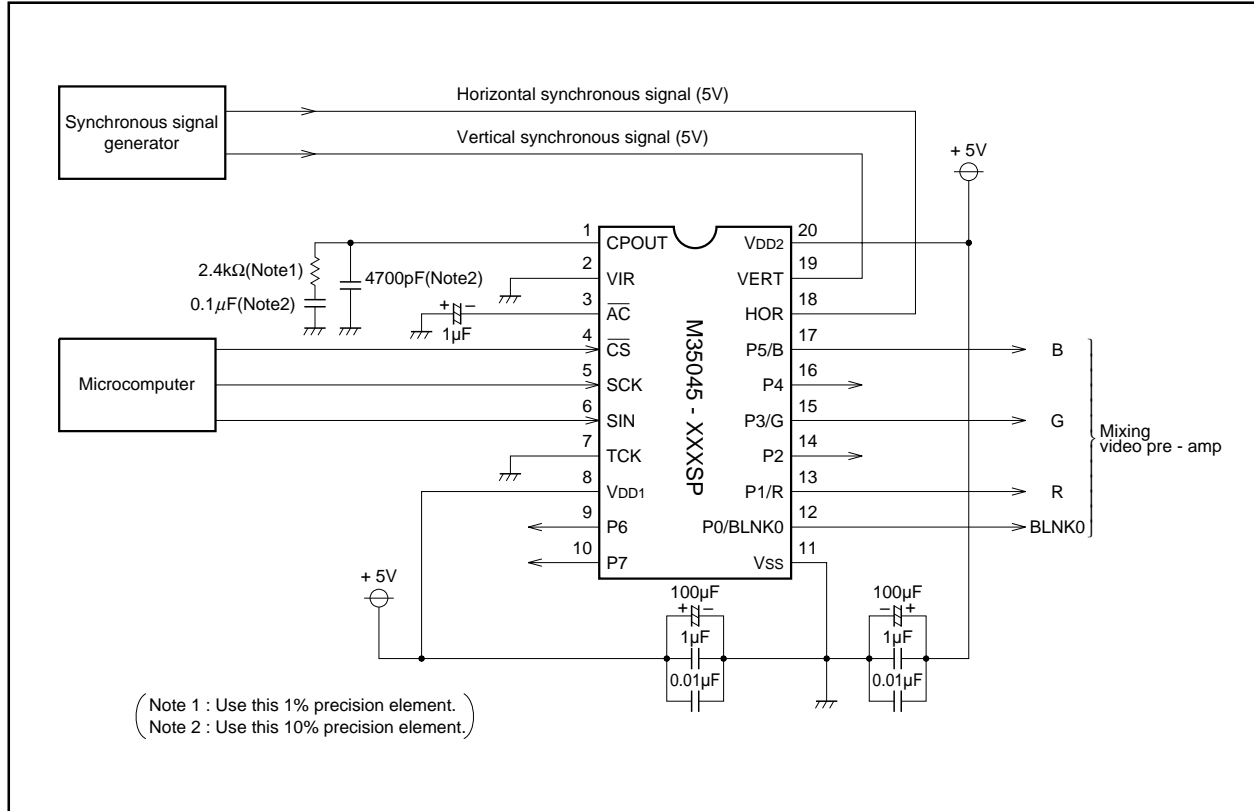 Horizontal synchronous signal (5V)
Synchronous signal
generator
Vertical synchronous signal (5V)
+ 5V
1
CPOUT
VDD2
20
2.4kΩ(Note1)
4700pF(Note2)
0.1μF(Note2)
2
VIR
VERT
19
+ –
1μF
3
AC
HOR
18
4
CS
P5/B
17
B
Microcomputer
5
SCK
P4
16
6
SIN
P3/G
15
G
Mixing
video pre - amp
7
TCK
P2
14
8
VDD1
P1/R
13
R
9
P6
P0/BLNK0
12
BLNK0
10
P7
VSS
11
M35045 - XXXSP
+ 5V
100μF
+ –
1μF
0.01μF
100μF
– +
1μF
0.01μF
Note 1 : Use this 1% precision element.
Note 2 : Use this 10% precision element.